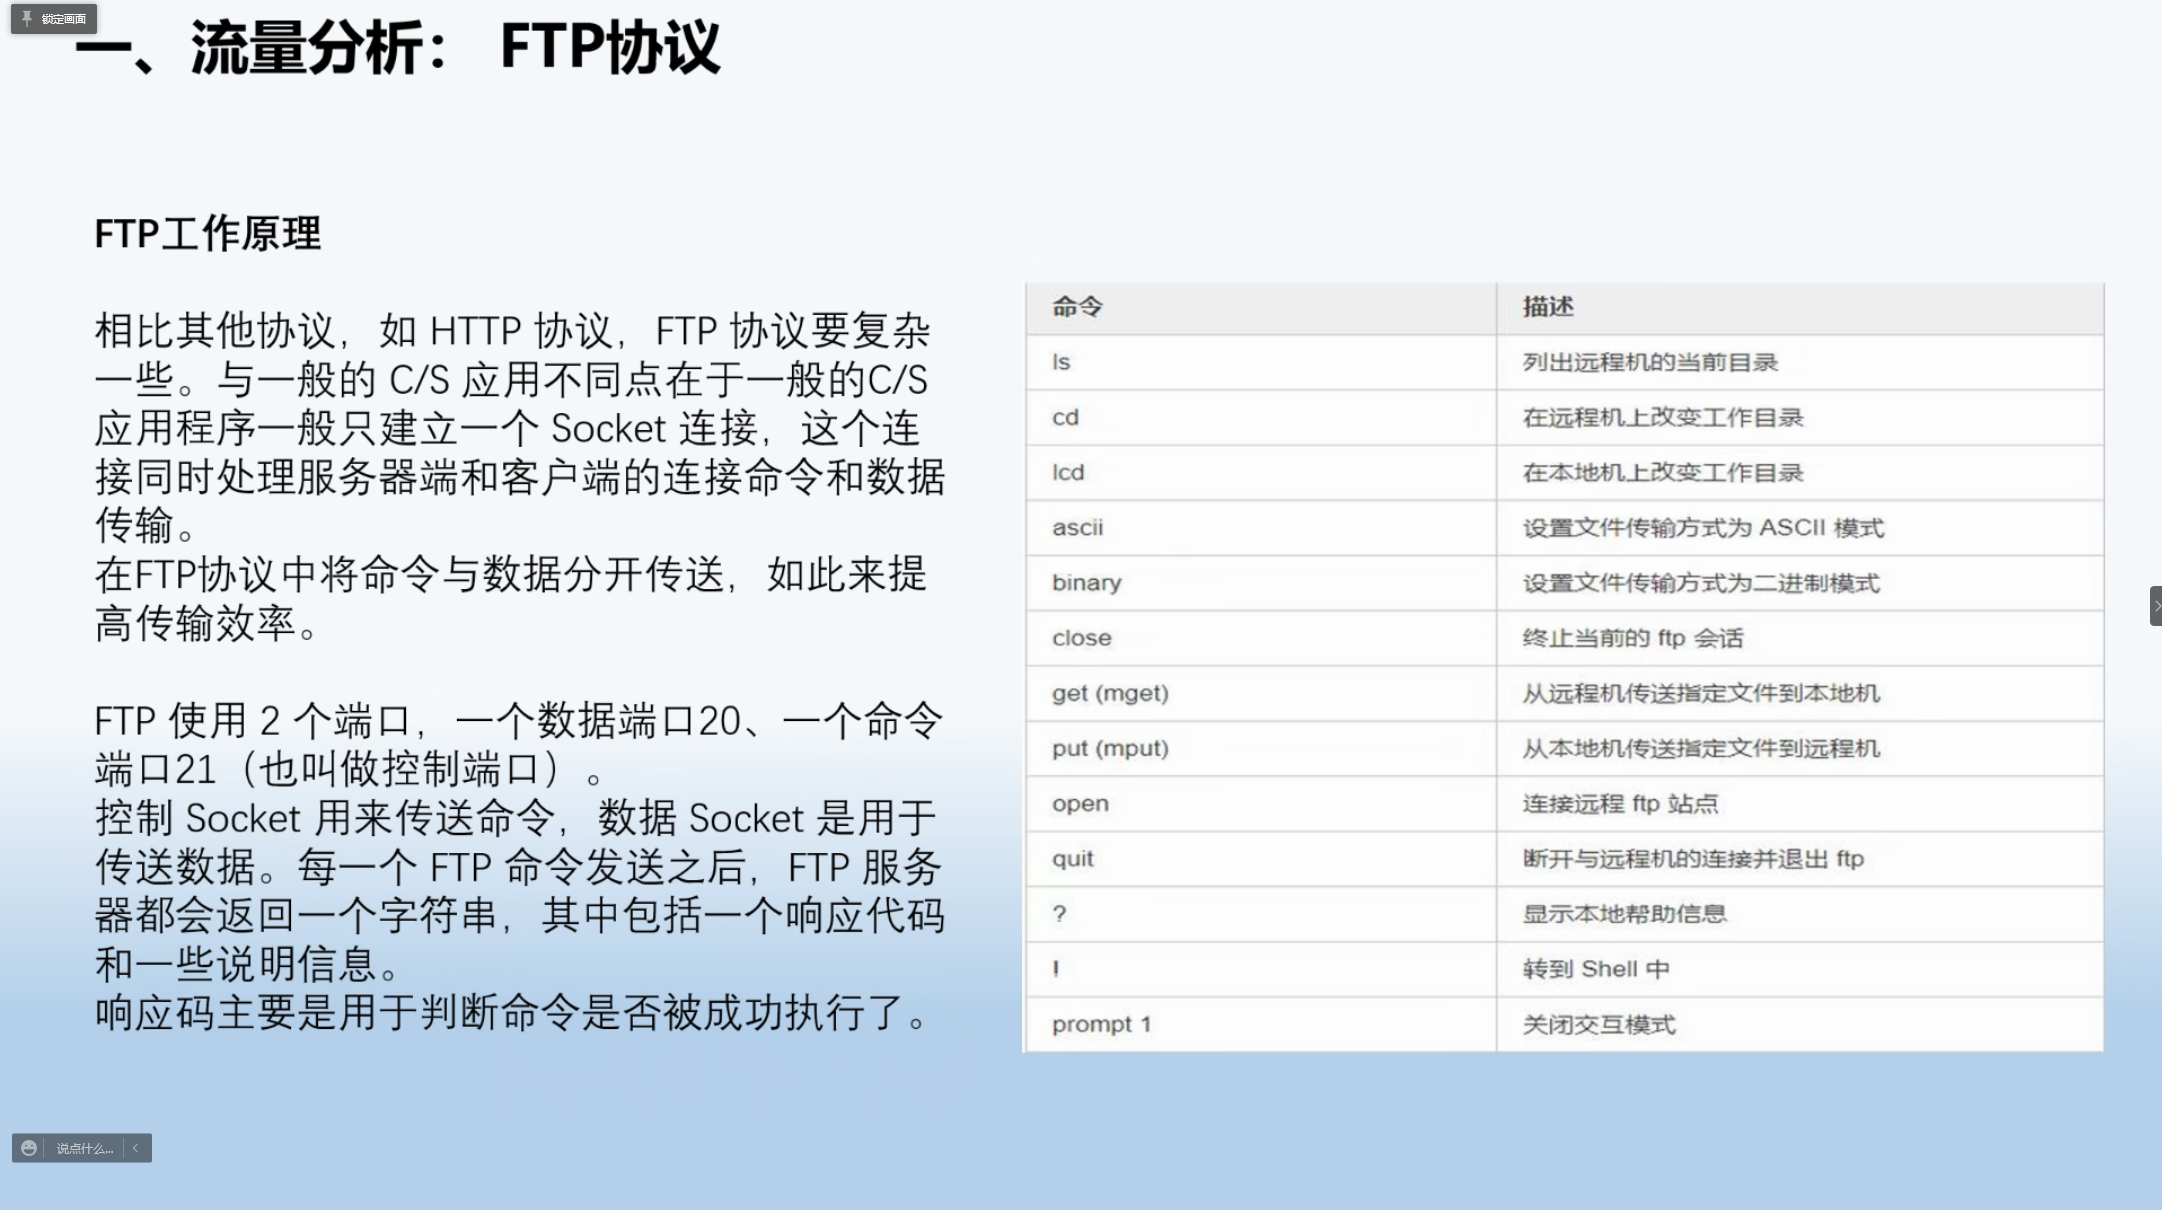 锁定画面
一、流量分析： FTP协议
FTP工作原理
相比其他协议，如 HTTP 协议，FTP 协议要复杂
一些。与一般的 C/S 应用不同点在于一般的C/S
应用程序一般只建立一个 Socket 连接，这个连
接同时处理服务器端和客户端的连接命令和数据
传输。
在FTP协议中将命令与数据分开传送，如此来提
高传输效率。
FTP 使用 2 个端口，一个数据端口20、一个命令
端口21（也叫做控制端口）。
控制 Socket 用来传送命令，数据 Socket 是用于
传送数据。每一个 FTP 命令发送之后，FTP 服务
器都会返回一个字符串，其中包括一个响应代码
和一些说明信息。
响应码主要是用于判断命令是否被成功执行了。
命令 描述
ls 列出远程机的当前目录
cd 在远程机上改变工作目录
lcd 在本地机上改变工作目录
ascii 设置文件传输方式为 ASCII 模式
binary 设置文件传输方式为二进制模式
close 终止当前的 ftp 会话
get (mget) 从远程机传送指定文件到本地机
put (mput) 从本地机传送指定文件到远程机
open 连接远程 ftp 站点
quit 断开与远程机的连接并退出 ftp
? 显示本地帮助信息
! 转到 Shell 中
prompt 1 关闭交互模式
说点什么...